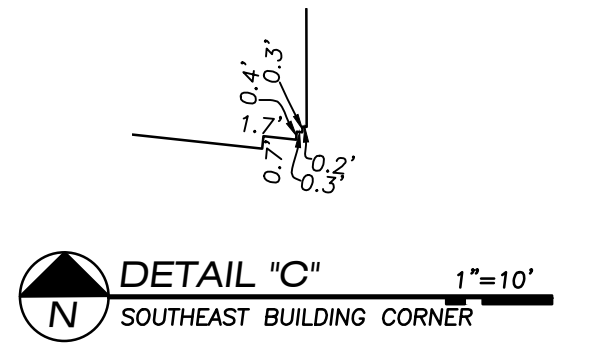 0.4'
0.3'
1.7'
0.7'
0.2'
0.3'
DETAIL "C"
1"=10'
N
SOUTHEAST BUILDING CORNER